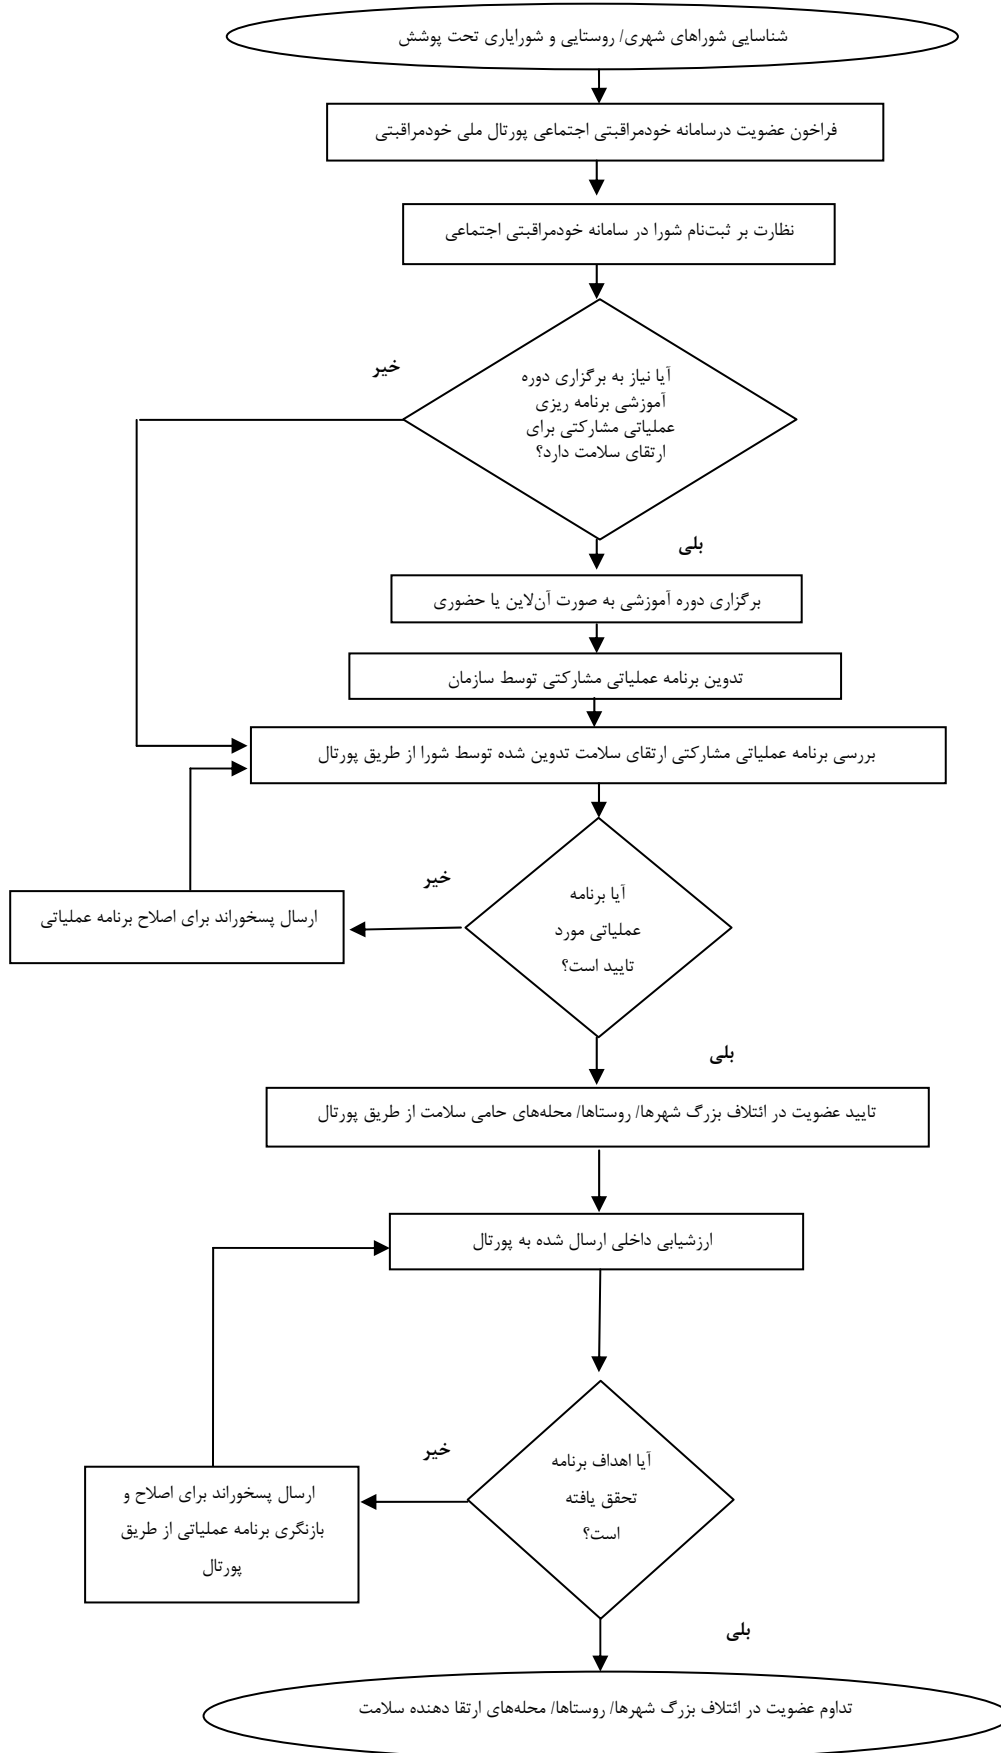 شناسایی شوراهای شهری/ روستایی و شورایاری تحت پوشش
فراخون عضویت درسامانه خودمراقبتی اجتماعی پورتال ملی خودمراقبتی
نظارت بر ثبت‌نام شورا در سامانه خودمراقبتی اجتماعی
خیر
آیا نیاز به برگزاری دوره
آموزشی برنامه ریزی
عملیاتی مشارکتی برای
ارتقای سلامت دارد؟
بلی
برگزاری دوره آموزشی به صورت آن‌لاین یا حضوری
تدوین برنامه عملیاتی مشارکتی توسط سازمان
بررسی برنامه عملیاتی مشارکتی ارتقای سلامت تدوین شده توسط شورا از طریق پورتال
خیر
آیا برنامه
عملیاتی مورد
تایید است؟
ارسال پسخوراند برای اصلاح برنامه عملیاتی
بلی
تایید عضویت در ائتلاف بزرگ شهرها/ روستاها/ محله‌های حامی سلامت از طریق پورتال
ارزشیابی داخلی ارسال شده به پورتال
خیر
آیا اهداف برنامه
تحقق یافته
است؟
ارسال پسخوراند برای اصلاح و
بازنگری برنامه عملیاتی از طریق
پورتال
بلی
تداوم عضویت در ائتلاف بزرگ شهرها/ روستاها/ محله‌های ارتقا دهنده سلامت